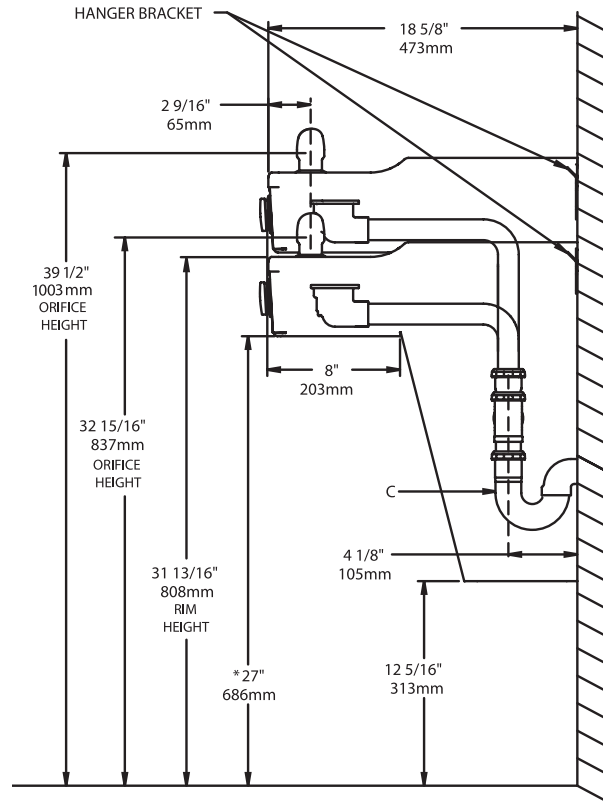 HANGER BRACKET
18 5/8"
473mm
2 9/16"
65mm
39 1/2"
1003mm
ORIFICE
HEIGHT
8"
203mm
32 15/16"
837mm
ORIFICE
HEIGHT
C
4 1/8"
105mm
31 13/16"
808mm
RIM
HEIGHT
*27"
686mm
12 5/16"
313mm